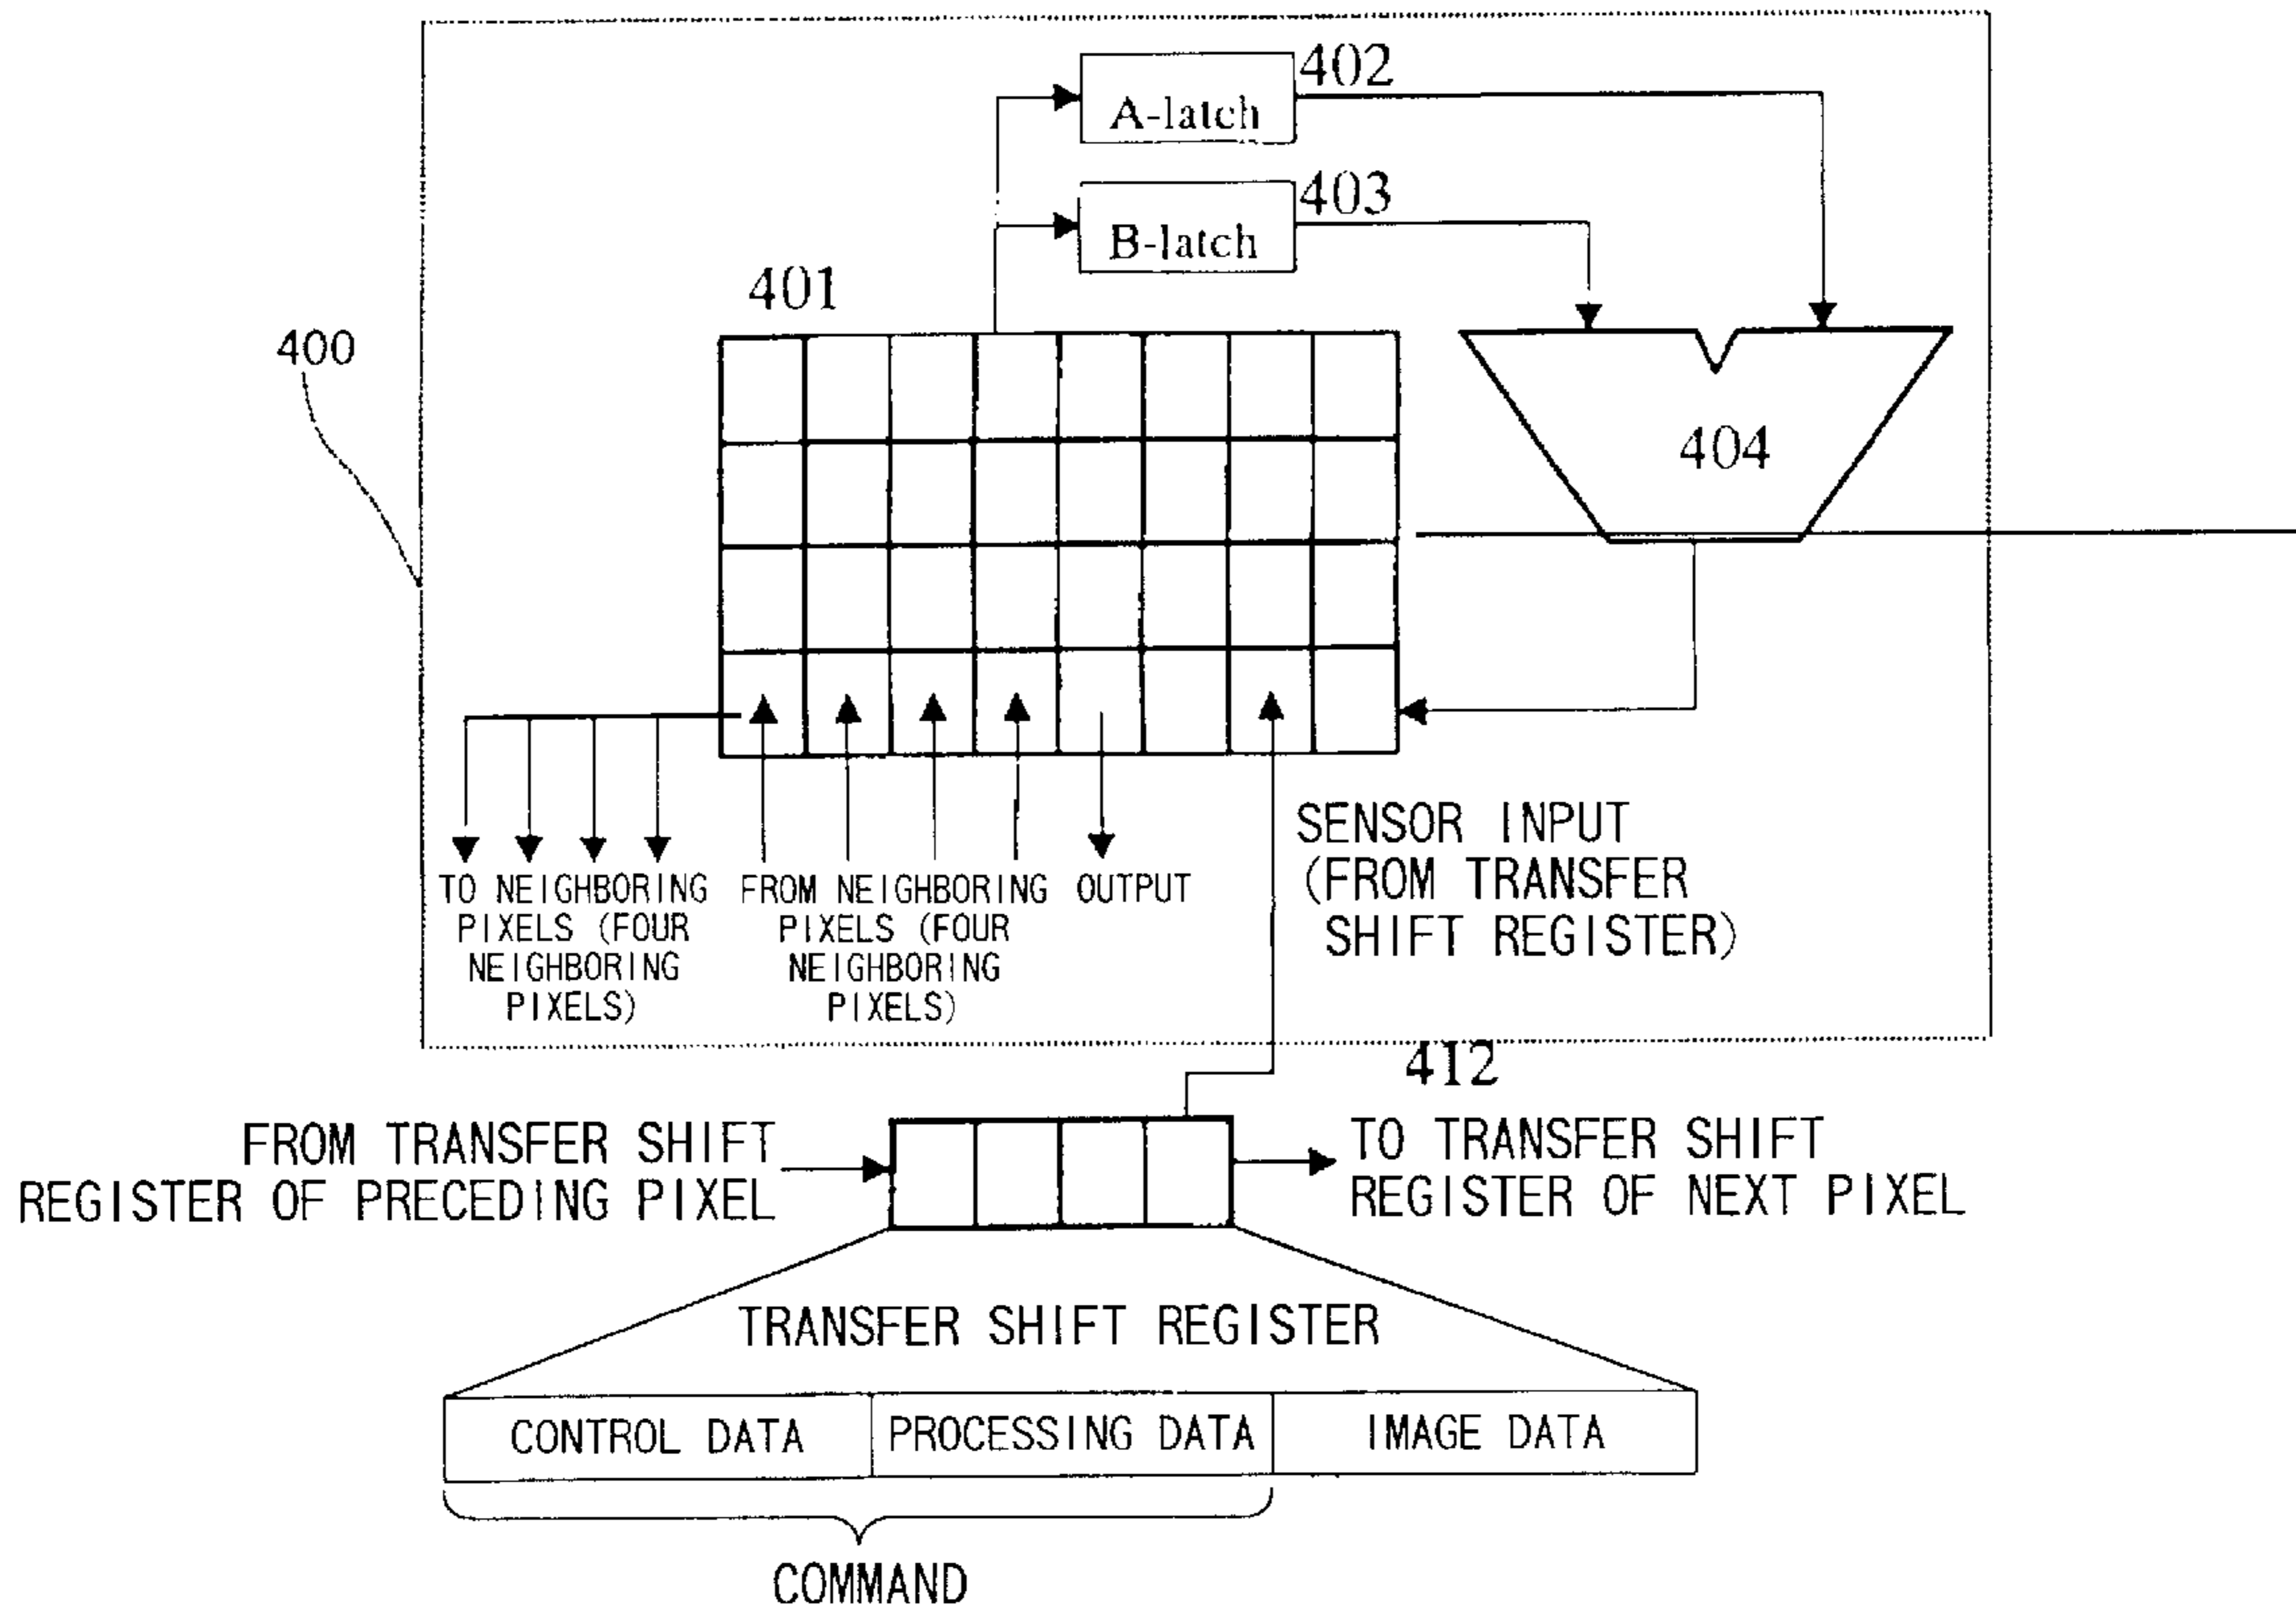 402
A-latch
403
B-latch
401
400
404
SENSOR INPUT
(FROM TRANSFER
SHIFT REGISTER)
TO NEIGHBORING
PIXELS (FOUR
NEIGHBORING
PIXELS)
FROM NEIGHBORING
PIXELS (FOUR
NEIGHBORING
PIXELS)
OUTPUT
412
FROM TRANSFER SHIFT
REGISTER OF PRECEDING PIXEL
TO TRANSFER SHIFT
REGISTER OF NEXT PIXEL
TRANSFER SHIFT REGISTER
CONTROL DATA
PROCESSING DATA
IMAGE DATA
COMMAND